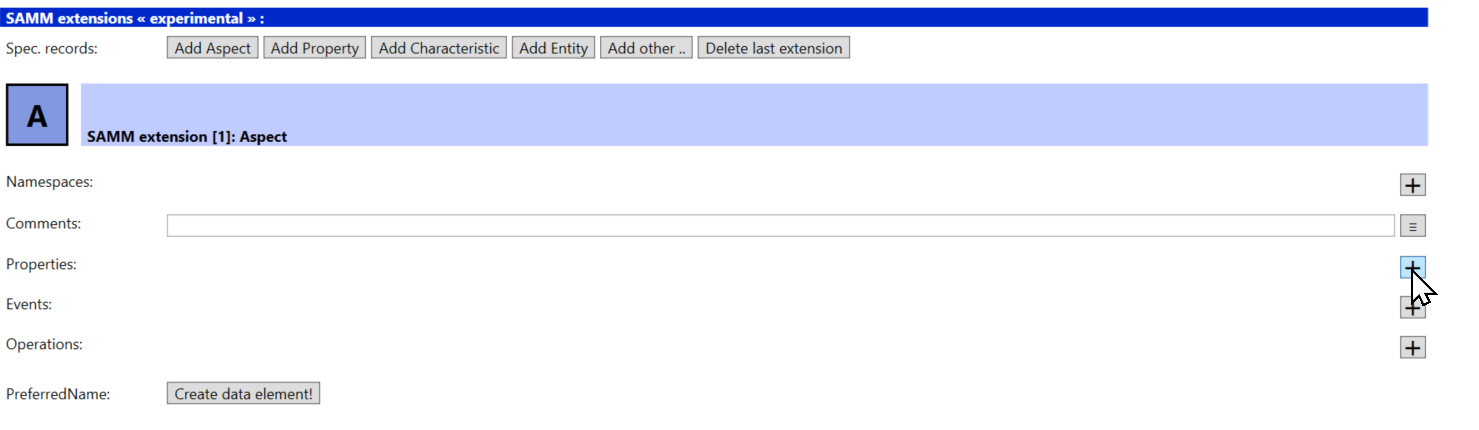 SAMM extensions « experimental » :
Spec. records: Add Aspect Add Property Add Characteristic Add Entity Add other .. Delete last extension
A
SAMM extension [1]: Aspect
Namespaces: +
Comments: ≡
Properties: +
Events: +
Operations: +
PreferredName: Create data element!